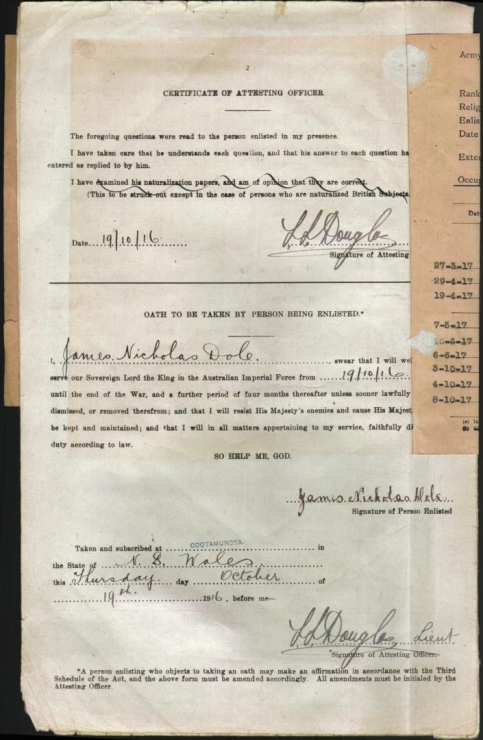 2
CERTIFICATE OF ATTESTING OFFICER.
The foregoing questions were read to the person enlisted in my presence.
I have taken care that he understands each question, and that his answer to each question ha
entered as replied to by him.
I have examined his naturalization papers, and am of opinion that they are correct.
(This to be struck out except in the case of persons who are naturalized British Subjects.
Date 19/10/16
L L Douglas
Signature of Attesting
OATH TO BE TAKEN BY PERSON BEING ENLISTED.*
I, James Nicholas Dole, swear that I will we
serve our Sovereign Lord the King in the Australian Imperial Force from 19/10/16
until the end of the War, and a further period of four months thereafter unless sooner lawfully
dismissed, or removed therefrom; and that I will resist His Majesty's enemies and cause His Majest
be kept and maintained; and that I will in all matters appertaining to my service, faithfully di
duty according to law.
SO HELP ME, GOD.
James Nicholas Dole
Signature of Person Enlisted
Taken and subscribed at COOTAMUNDRA in
the State of N. S. Wales
this Thursday day October of
19th 1916, before me—
L L Douglas, Lieut
Signature of Attesting Officer.
*A person enlisting who objects to taking an oath may make an affirmation in accordance with the Third
Schedule of the Act, and the above form must be amended accordingly. All amendments must be initialed by the
Attesting Officer.
Army
Rank
Relig
Enlis
Date
Exte
Occup
Dat
27-3-17
29-4-17
19-4-17
7-5-17
10-6-17
6-6-17
3-10-17
4-10-17
8-10-17